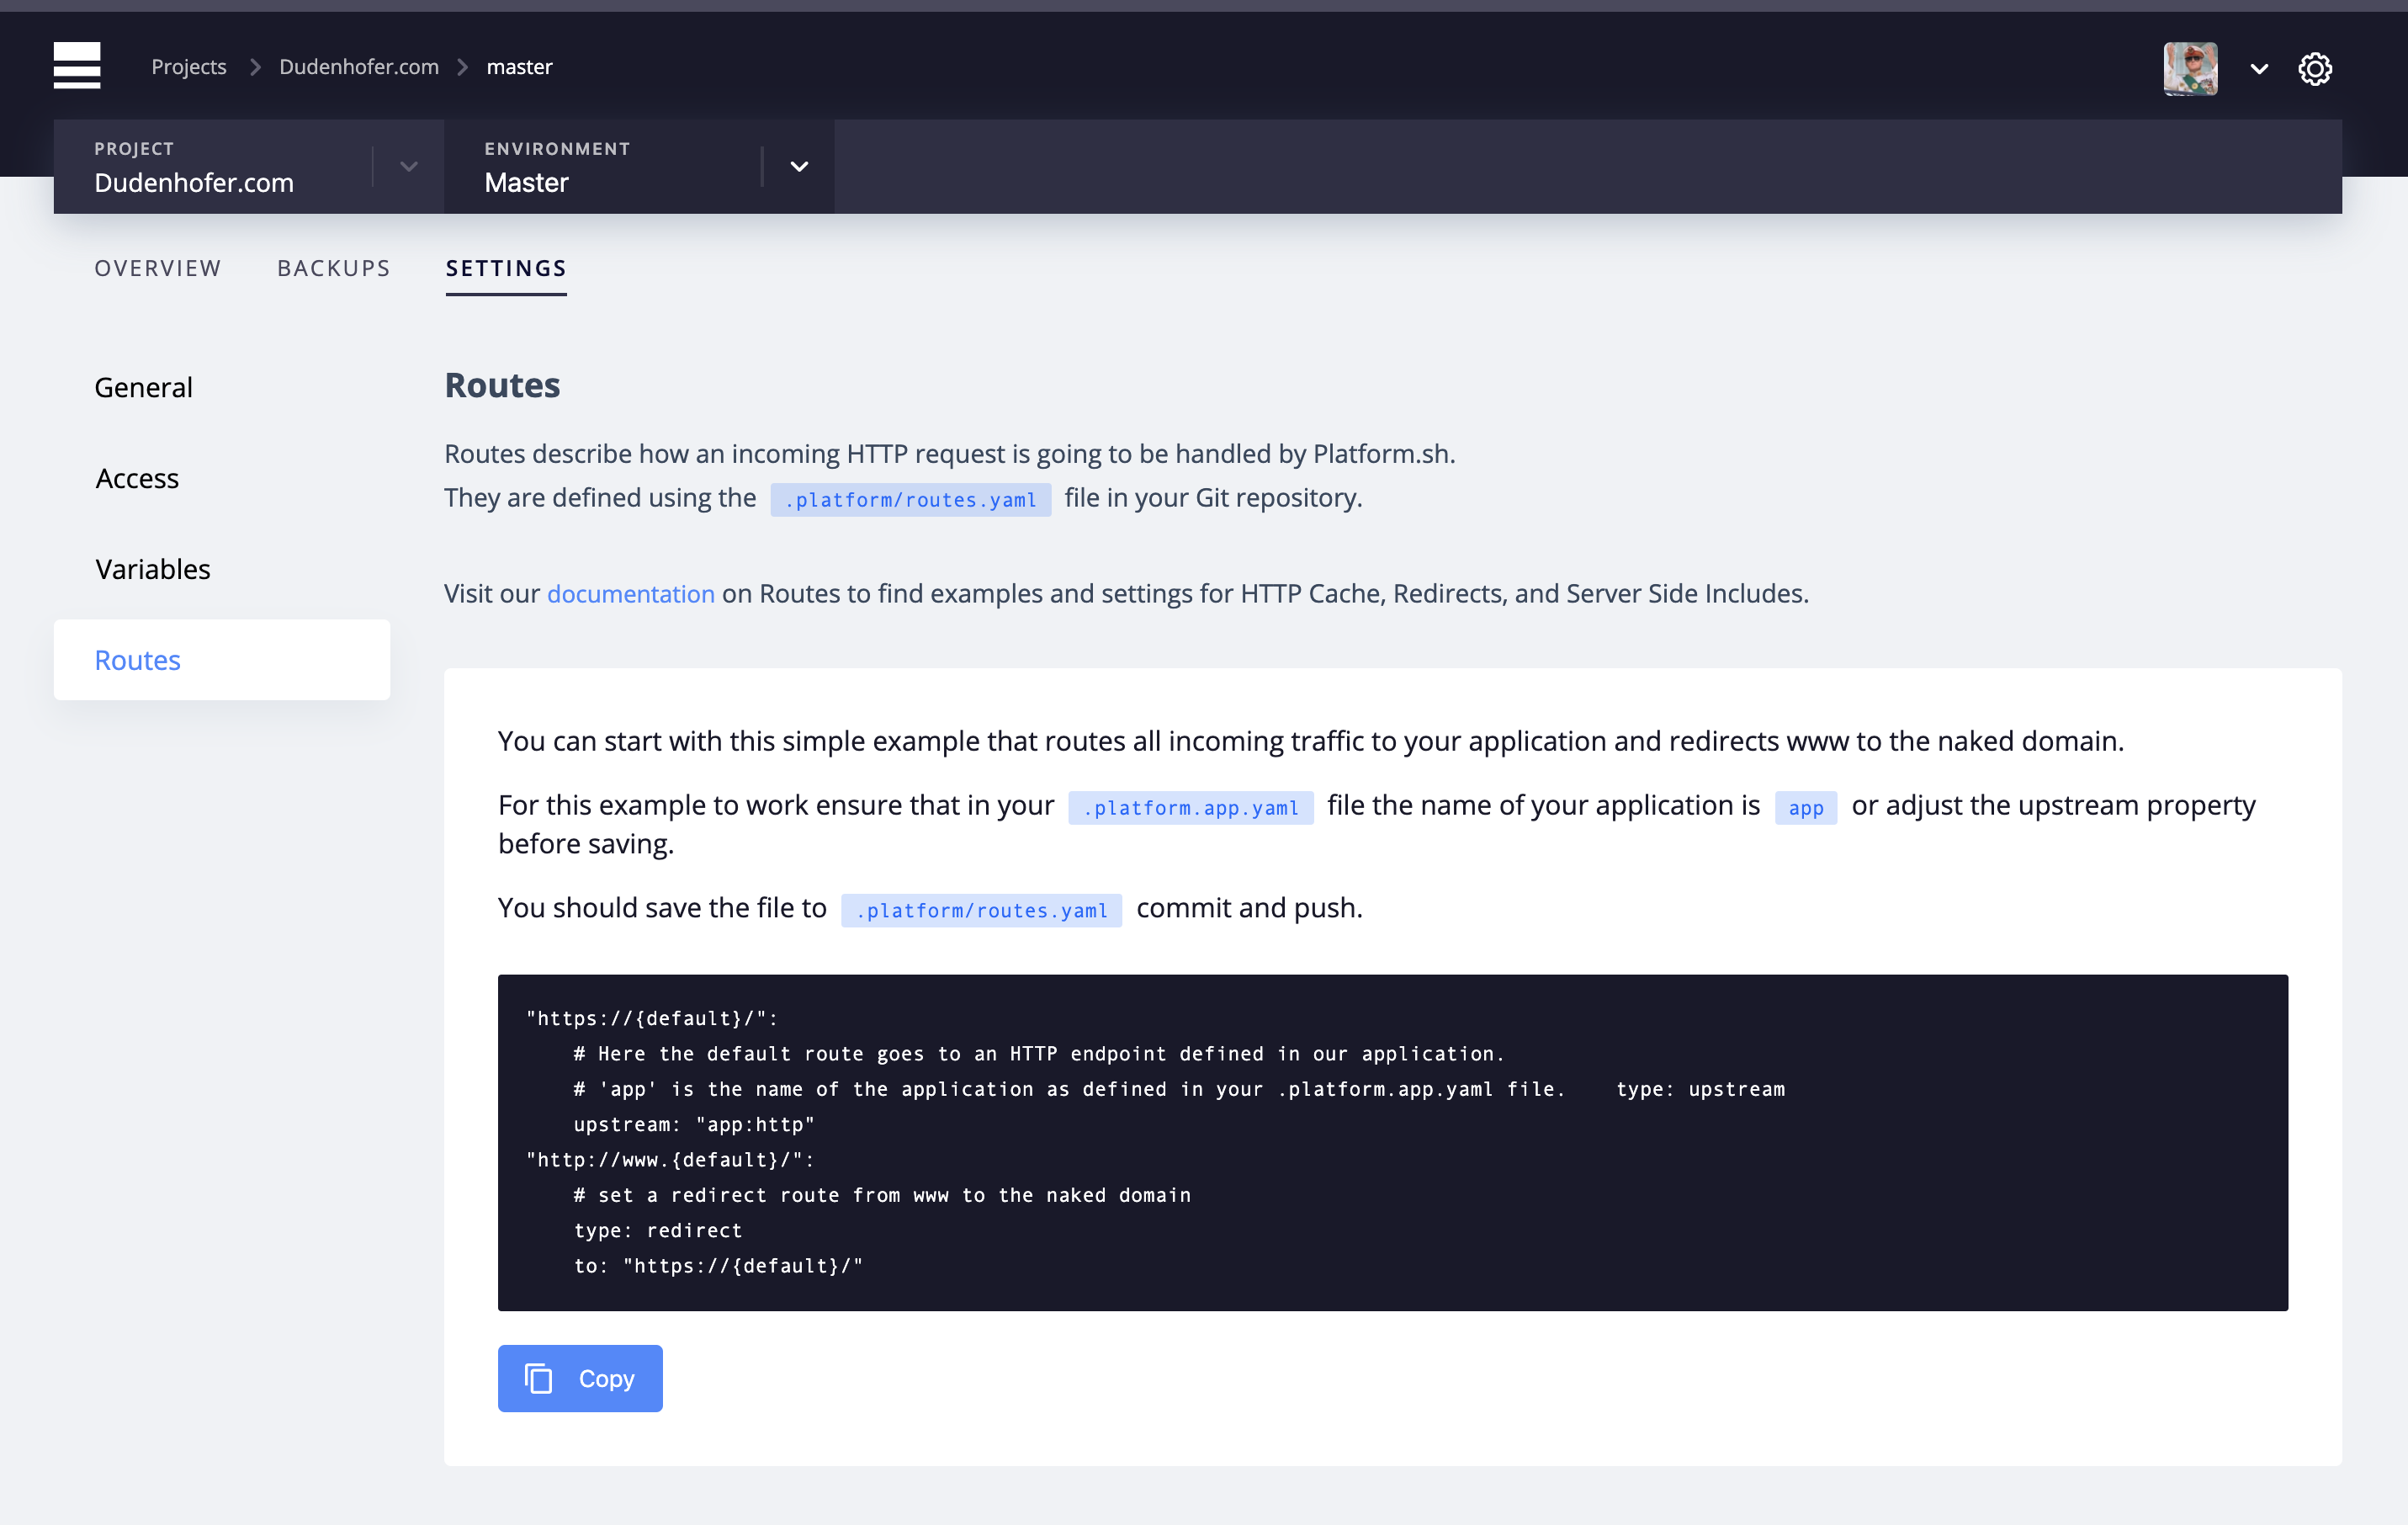 Projects > Dudenhofer.com > master
PROJECT
Dudenhofer.com
ENVIRONMENT
Master
OVERVIEW BACKUPS SETTINGS
General
Access
Variables
Routes
Routes
Routes describe how an incoming HTTP request is going to be handled by Platform.sh.
They are defined using the .platform/routes.yaml file in your Git repository.
Visit our documentation on Routes to find examples and settings for HTTP Cache, Redirects, and Server Side Includes.
You can start with this simple example that routes all incoming traffic to your application and redirects www to the naked domain.
For this example to work ensure that in your .platform.app.yaml file the name of your application is app or adjust the upstream property
before saving.
You should save the file to .platform/routes.yaml commit and push.
"https://{default}/":
    # Here the default route goes to an HTTP endpoint defined in our application.
    # 'app' is the name of the application as defined in your .platform.app.yaml file.    type: upstream
    upstream: "app:http"
"http://www.{default}/":
    # set a redirect route from www to the naked domain
    type: redirect
    to: "https://{default}/"
Copy